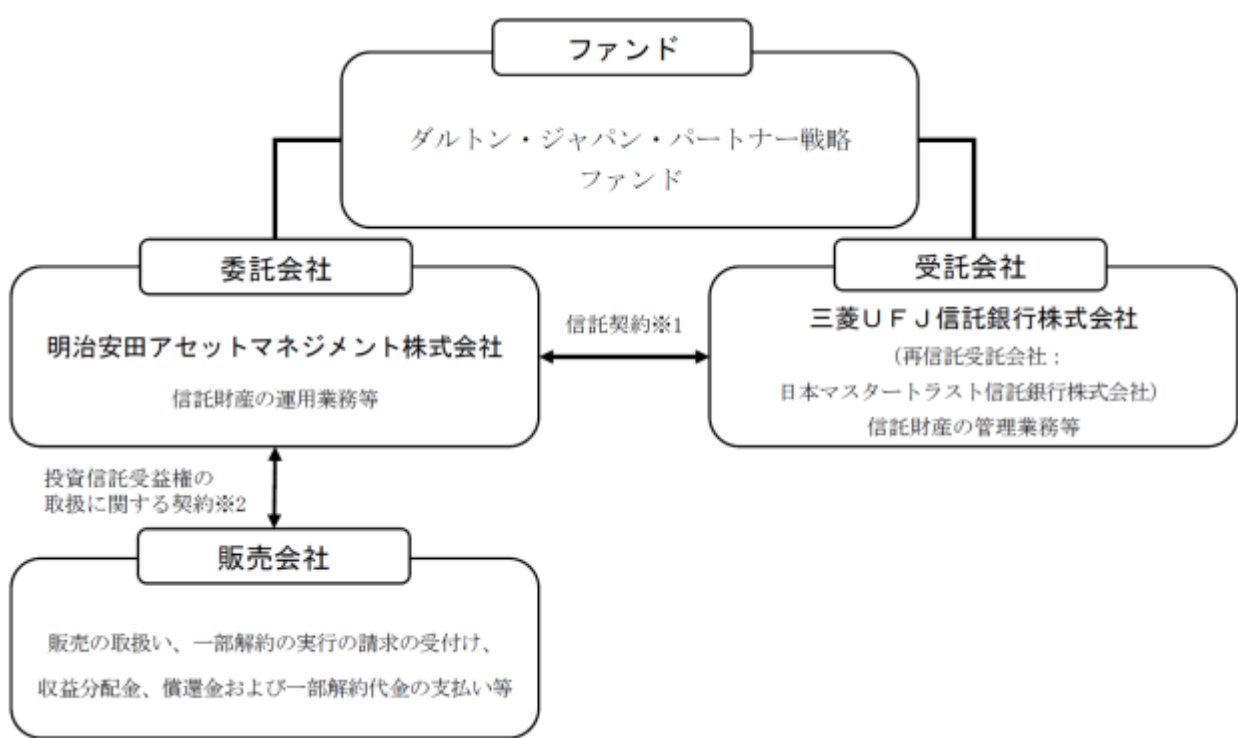 ファンド
ダルトン・ジャパン・パートナー戦略
ファンド
委託会社
明治安田アセットマネジメント株式会社
信託財産の運用業務等
信託契約※1
受託会社
三菱ＵＦＪ信託銀行株式会社
（再信託受託会社：
日本マスタートラスト信託銀行株式会社）
信託財産の管理業務等
投資信託受益権の
取扱に関する契約※2
販売会社
販売の取扱い、一部解約の実行の請求の受付け、
収益分配金、償還金および一部解約代金の支払い等